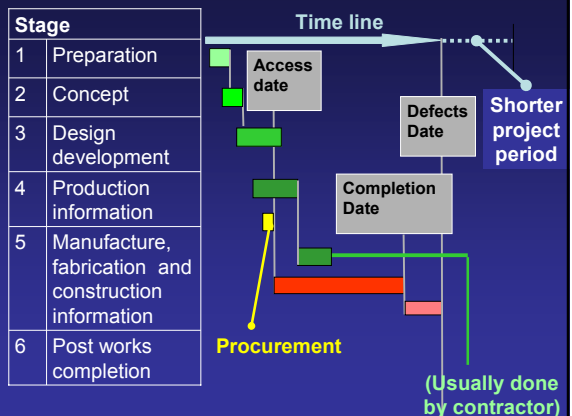 Stage
1 Preparation
2 Concept
3 Design
development
4 Production
information
5 Manufacture,
fabrication and
construction
information
6 Post works
completion
Time line
Access
date
Defects
Date
Shorter
project
period
Completion
Date
Procurement
(Usually done
by contractor)